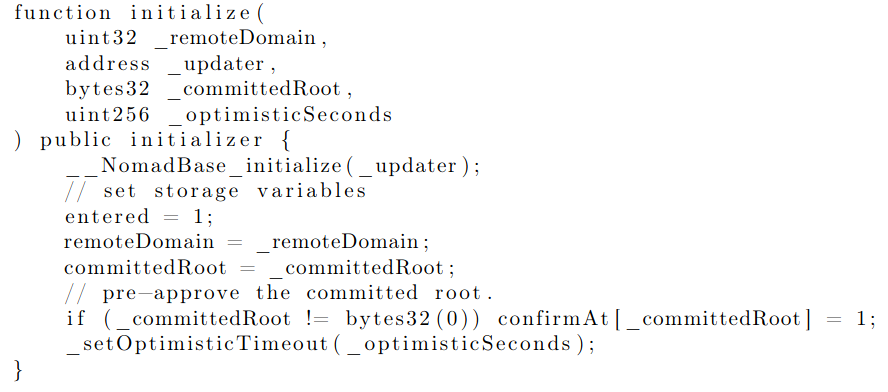 function initialize(
    uint32 _remoteDomain,
    address _updater,
    bytes32 _committedRoot,
    uint256 _optimisticSeconds
) public initializer {
    __NomadBase_initialize(_updater);
    // set storage variables
    entered = 1;
    remoteDomain = _remoteDomain;
    committedRoot = _committedRoot;
    // pre-approve the committed root.
    if (_committedRoot != bytes32(0)) confirmAt[_committedRoot] = 1;
    _setOptimisticTimeout(_optimisticSeconds);
}